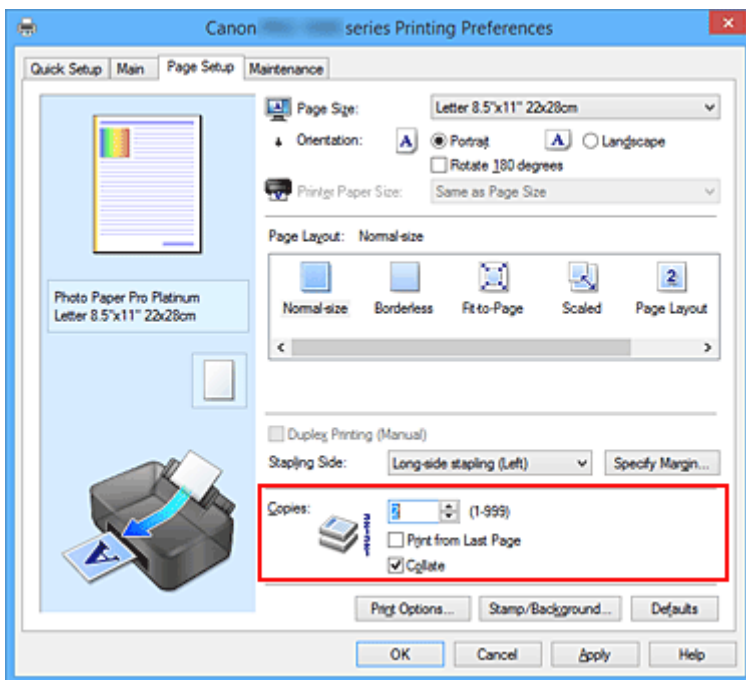 Canon series Printing Preferences
Quick Setup Main Page Setup Maintenance
Page Size: Letter 8.5"x11" 22x28cm
Orientation: A Portrait A Landscape
Rotate 180 degrees
Printer Paper Size: Same as Page Size
Page Layout: Normal-size
2
Normal-size Borderless Fit-to-Page Scaled Page Layout
Photo Paper Pro Platinum
Letter 8.5"x11" 22x28cm
Duplex Printing (Manual)
Stapling Side: Long-side stapling (Left) Specify Margin...
Copies: 2 (1-999)
Print from Last Page
Collate
A
Print Options... Stamp/Background... Defaults
OK Cancel Apply Help